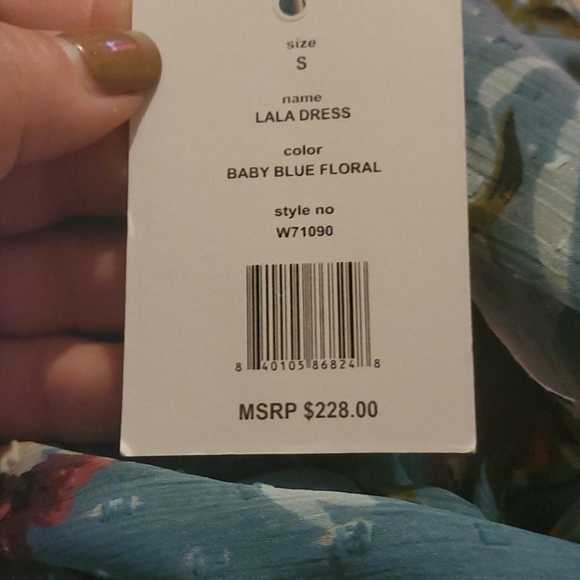 size
S
name
LALA DRESS
color
BABY BLUE FLORAL
style no
W71090
8 40105 86824 8
MSRP $228.00